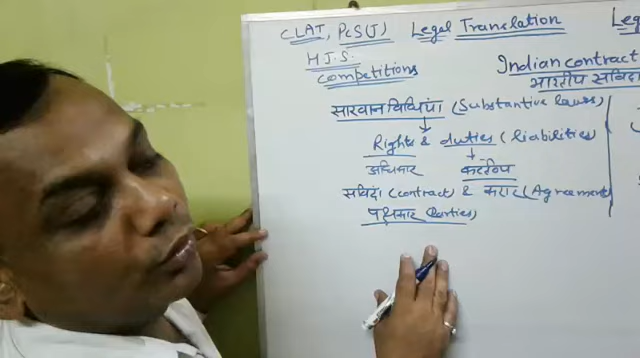 CLAT, PCS(J) Legal Translation
H.J.S.
Competitions
Indian contract
भारतीय संविदा
सारवान विधियां (Substantive laws)
Rights & duties (liabilities)
अधिकार कर्तव्य
संविदा (contract) & करार (Agreement)
पक्षकार (Parties)